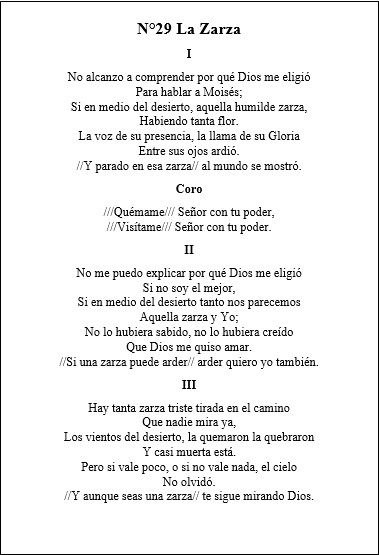 N°29 La Zarza
I
No alcanzo a comprender por qué Dios me eligió
Para hablar a Moisés;
Si en medio del desierto, aquella humilde zarza,
Habiendo tanta flor.
La voz de su presencia, la llama de su Gloria
Entre sus ojos ardió.
//Y parado en esa zarza// al mundo se mostró.
Coro
///Quémame/// Señor con tu poder,
///Visítame/// Señor con tu poder.
II
No me puedo explicar por qué Dios me eligió
Si no soy el mejor,
Si en medio del desierto tanto nos parecemos
Aquella zarza y Yo;
No lo hubiera sabido, no lo hubiera creído
Que Dios me quiso amar.
//Si una zarza puede arder// arder quiero yo también.
III
Hay tanta zarza triste tirada en el camino
Que nadie mira ya,
Los vientos del desierto, la quemaron la quebraron
Y casi muerta está.
Pero si vale poco, o si no vale nada, el cielo
No olvidó.
//Y aunque seas una zarza// te sigue mirando Dios.